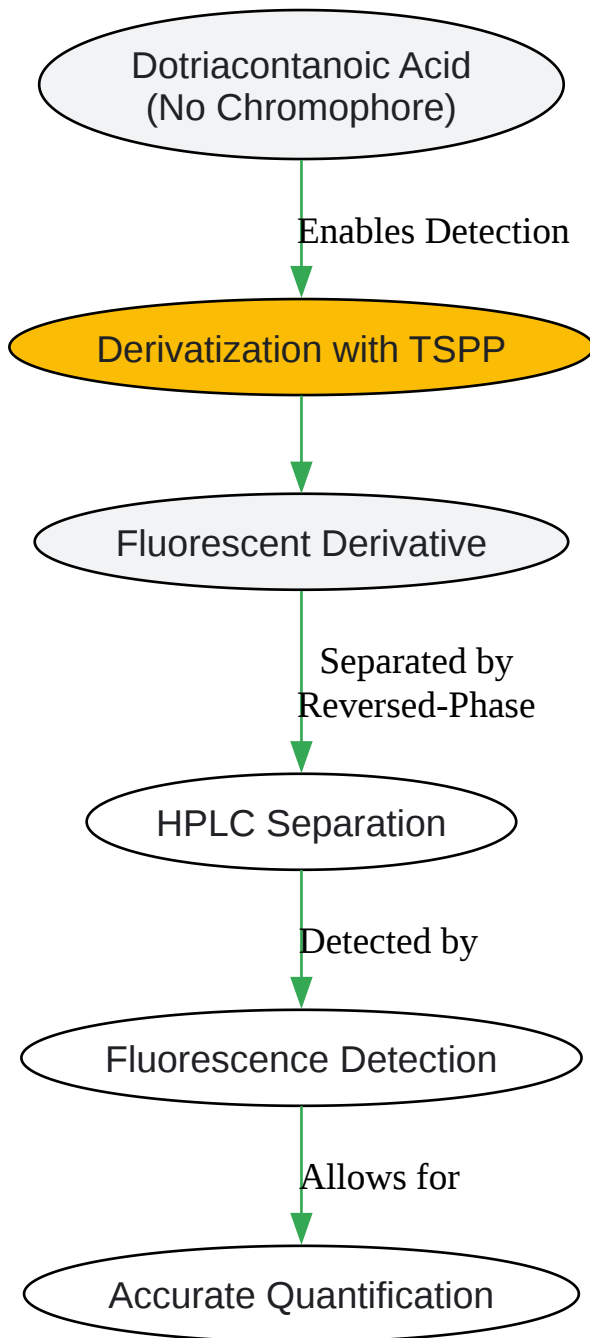 Dotriacontanoic Acid
(No Chromophore)
Enables Detection
Derivatization with TSPP
Fluorescent Derivative
Separated by
Reversed-Phase
HPLC Separation
Detected by
Fluorescence Detection
Allows for
Accurate Quantification